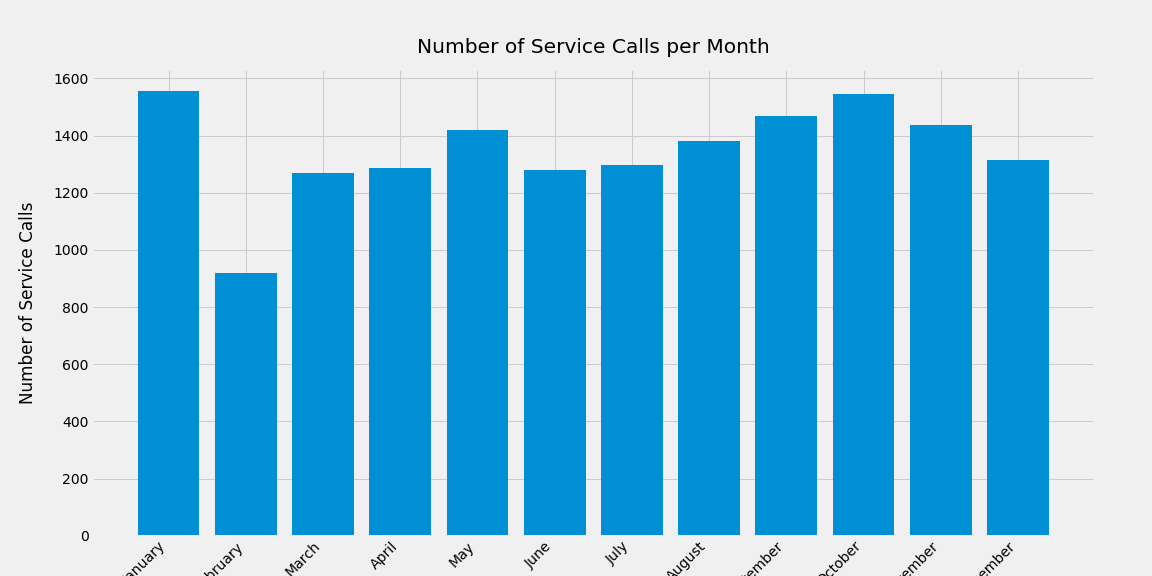 Number of Service Calls per Month
Number of Service Calls
1600
1400
1200
1000
800
600
400
200
0
March
April
May
June
July
August
October